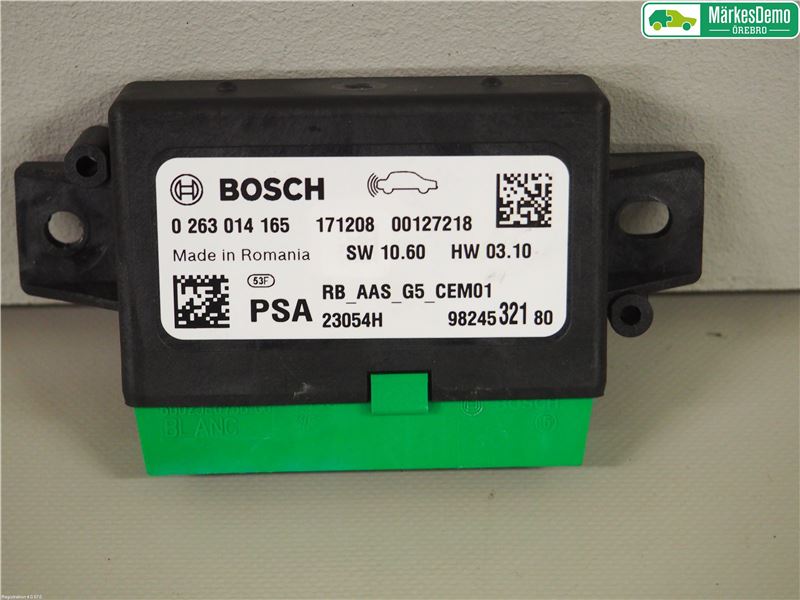 MärkesDemo
ÖREBRO
BOSCH
0 263 014 165 171208 00127218
Made in Romania SW 10.60 HW 03.10
53F
PSA RB_AAS_G5_CEM01
23054H 98245 321 80
BLANC
BOSCH